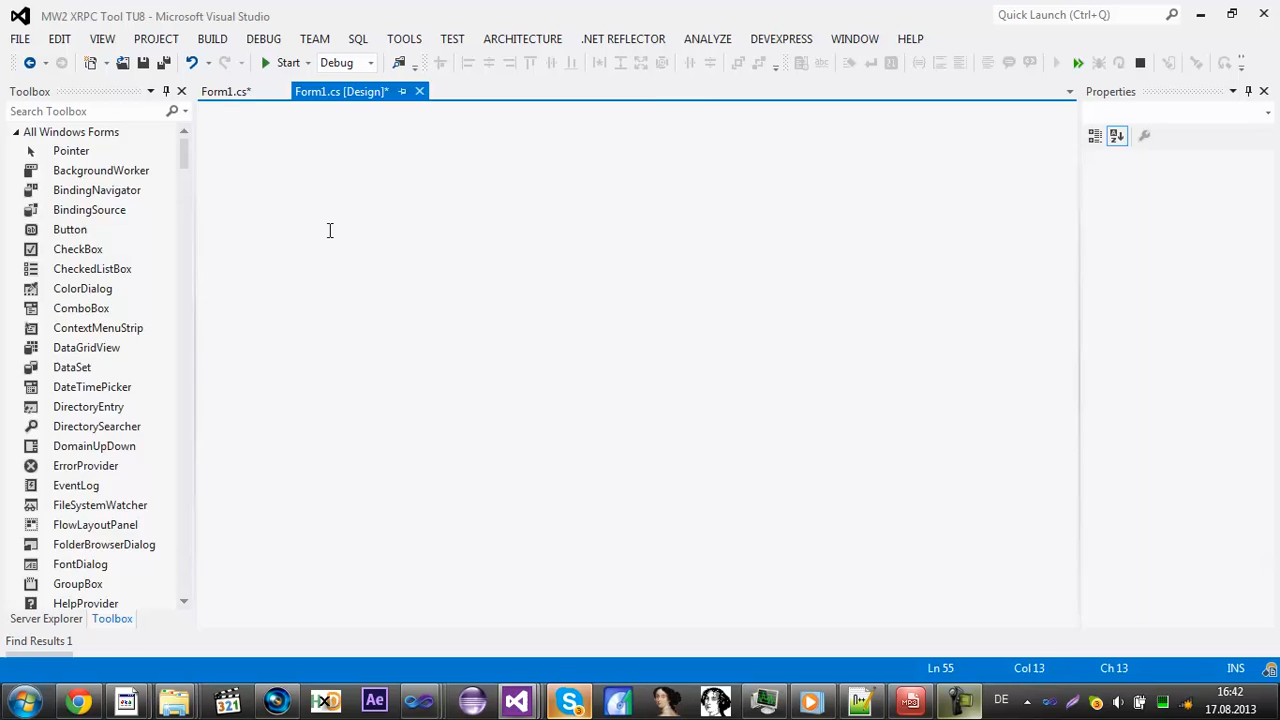 MW2 XRPC Tool TU8 - Microsoft Visual Studio
Quick Launch (Ctrl+Q)
FILE EDIT VIEW PROJECT BUILD DEBUG TEAM SQL TOOLS TEST ARCHITECTURE .NET REFLECTOR ANALYZE DEVEXPRESS WINDOW HELP
Start Debug
Toolbox
Form1.cs*
Form1.cs [Design]*
Properties
Search Toolbox
All Windows Forms
Pointer
BackgroundWorker
BindingNavigator
BindingSource
Button
CheckBox
CheckedListBox
ColorDialog
ComboBox
ContextMenuStrip
DataGridView
DataSet
DateTimePicker
DirectoryEntry
DirectorySearcher
DomainUpDown
ErrorProvider
EventLog
FileSystemWatcher
FlowLayoutPanel
FolderBrowserDialog
FontDialog
GroupBox
HelpProvider
Server Explorer Toolbox
Find Results 1
Ln 55 Col 13 Ch 13 INS
DE
16:42
17.08.2013